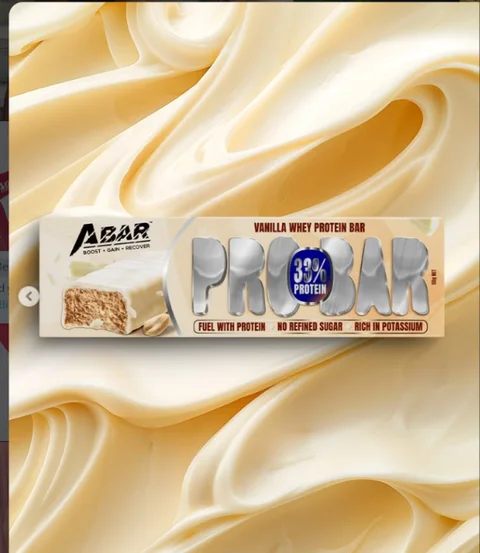 ABAR
BOOST • GAIN • RECOVER
VANILLA WHEY PROTEIN BAR
PRO BAR
33%
PROTEIN
FUEL WITH PROTEIN NO REFINED SUGAR RICH IN POTASSIUM